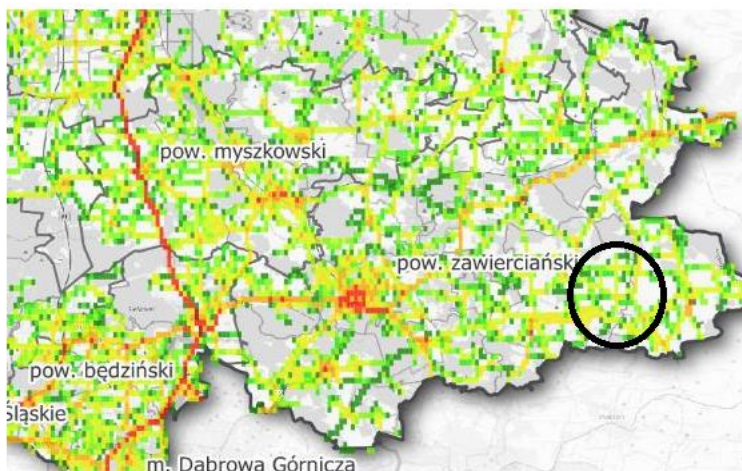 pow. myszkowski
pow. zawierciański
pow. będziński
Śląskie
m. Dąbrowa Górnicza